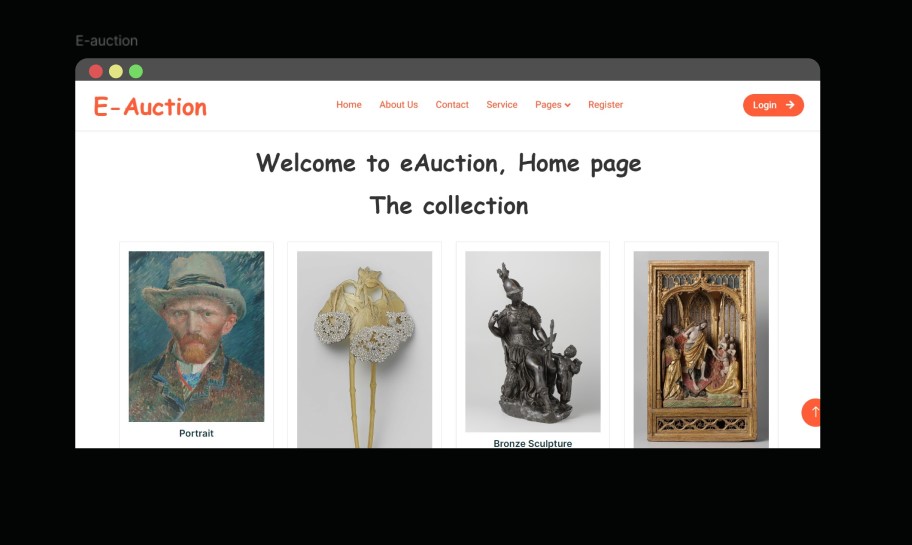 E-auction
E-Auction
Home About Us Contact Service Pages Register
Login
Welcome to eAuction, Home page
The collection
Portrait
Bronze Sculpture